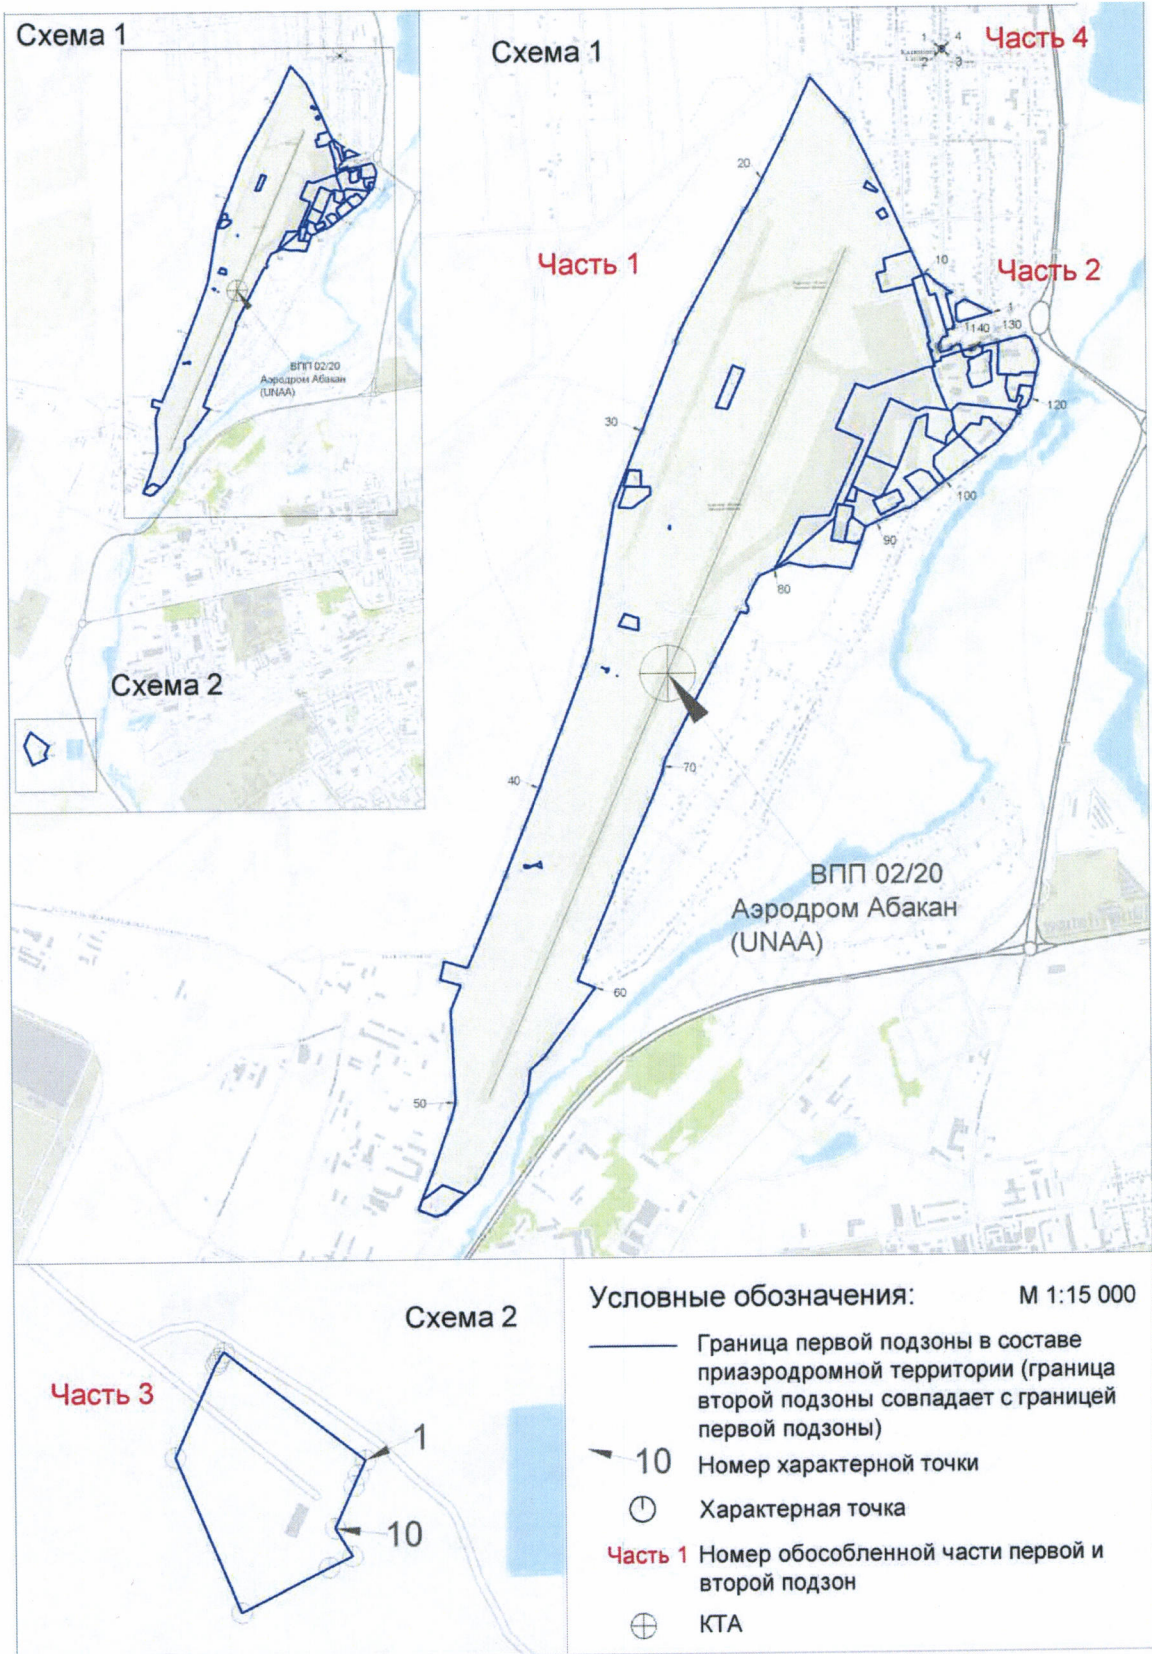 Схема 1
ВПП 02/20
Аэродром Абакан
(UNAA)
Схема 2
Схема 1
Часть 4
1
4
2
3
20
Часть 1
10
Часть 2
1
140
130
30
120
100
90
80
70
40
ВПП 02/20
Аэродром Абакан
(UNAA)
60
50
Схема 2
Часть 3
1
10
Условные обозначения:
М 1:15 000
Граница первой подзоны в составе
приаэродромной территории (граница
второй подзоны совпадает с границей
первой подзоны)
10 Номер характерной точки
Характерная точка
Часть 1 Номер обособленной части первой и
второй подзон
КТА